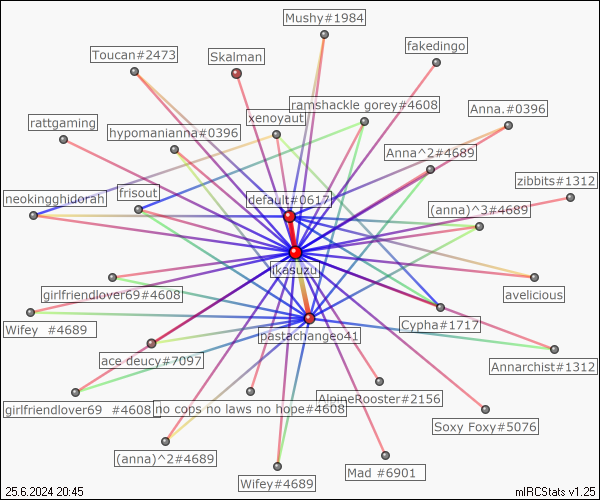 Mushy#1984
Toucan#2473
Skalman
fakedingo
ramshackle gorey#4608
Anna.#0396
rattgaming
xenoyaut
hypomanianna#0396
Anna^2#4689
zibbits#1312
neokingghidorah
frisout
default#0617
(anna)^3#4689
ikasuzu
girlfriendlover69#4608
avelicious
Wifey  #4689
Cypha#1717
pastachangeo41
ace deucy#7097
Annarchist#1312
girlfriendlover69  #4608
no cops no laws no hope#4608
AlpineRooster#2156
Soxy Foxy#5076
(anna)^2#4689
Mad #6901
Wifey#4689
25.6.2024 20:45
mIRCStats v1.25